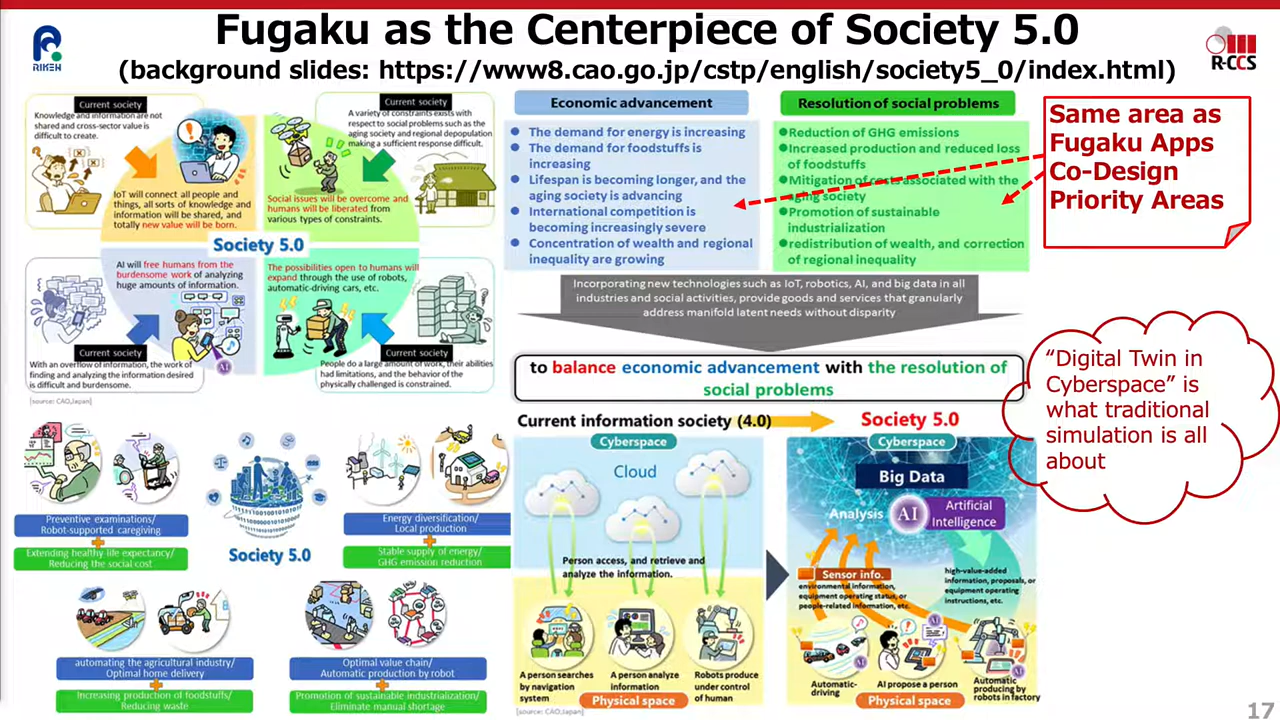 Fugaku as the Centerpiece of Society 5.0
(background slides: https://www8.cao.go.jp/cstp/english/society5_0/index.html)
RIKEN
R-CCS
Current society
Knowledge and information are not
shared and cross-sector value is
difficult to create.
IoT will connect all people and
things, all sorts of knowledge and
information will be shared, and
totally new value will be born.
Current society
A variety of constraints exists with
respect to social problems such as the
aging society and regional depopulation
making a sufficient response difficult.
Social issues will be overcome and
humans will be liberated from
various types of constraints.
Society 5.0
AI will free humans from the
burdensome work of analyzing
huge amounts of information.
AI
Current society
With an overflow of information, the work of
finding and analyzing the information desired
is difficult and burdensome.
The possibilities open to humans will
expand through the use of robots,
automatic-driving cars, etc.
Current society
People do a large amount of work, their abilities
had limitations, and the behavior of the
physically challenged is constrained.
[source: CAO,Japan]
Preventive examinations/
Robot-supported caregiving
+
Extending healthy life expectancy/
Reducing the social cost
Society 5.0
Energy diversification/
Local production
+
Stable supply of energy/
GHG emission reduction
automating the agricultural industry/
Optimal home delivery
+
Increasing production of foodstuffs/
Reducing waste
Optimal value chain/
Automatic production by robot
+
Promotion of sustainable industrialization/
Eliminate manual shortage
Economic advancement
● The demand for energy is increasing
● The demand for foodstuffs is
increasing
● Lifespan is becoming longer, and the
aging society is advancing
● International competition is
becoming increasingly severe
● Concentration of wealth and regional
inequality are growing
Resolution of social problems
●Reduction of GHG emissions
●Increased production and reduced loss
of foodstuffs
●Mitigation of costs associated with the
aging society
●Promotion of sustainable
industrialization
●redistribution of wealth, and correction
of regional inequality
Same area as
Fugaku Apps
Co-Design
Priority Areas
Incorporating new technologies such as IoT, robotics, AI, and big data in all
industries and social activities, provide goods and services that granularly
address manifold latent needs without disparity
to balance economic advancement with the resolution of
social problems
Current information society (4.0)
Society 5.0
Cyberspace
Cloud
Person access, and retrieve and
analyze the information.
A person searches
by navigation
system
A person analyze
information
Robots produce
under control
of human
Physical space
[source: CAO,Japan]
Cyberspace
Big Data
Analysis
AI
Artificial
Intelligence
Sensor info.
environmental information,
equipment operating status, or
people-related information, etc.
high-value-added
information, proposals, or
equipment operating
instructions, etc.
AI
AI
Automatic-
driving
AI propose a person
Automatic
producing by
robots in factory
Physical space
“Digital Twin in
Cyberspace” is
what traditional
simulation is all
about
17